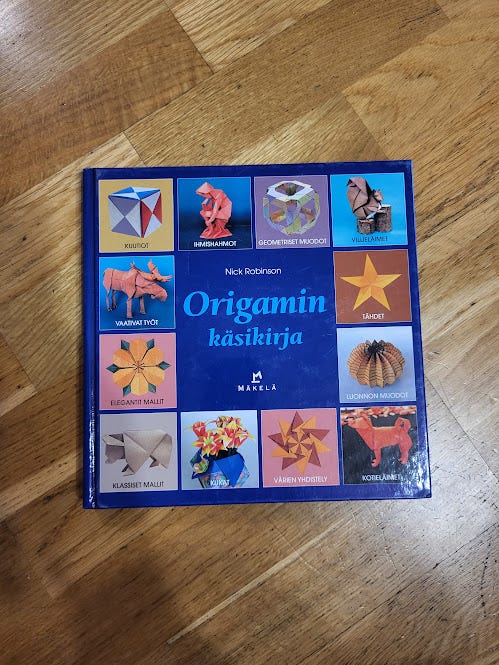 KUUTIOT
IHMISHAHMOT
GEOMETRISET MUODOT
VILLIELÄIMET
Nick Robinson
Origamin
käsikirja
VAATIVAT TYÖT
TÄHDET
ELEGANTIT MALLIT
MÄKELÄ
LUONNON MUODOT
KLASSISET MALLIT
KUKAT
VÄRIEN YHDISTELY
KOTIELÄIMET